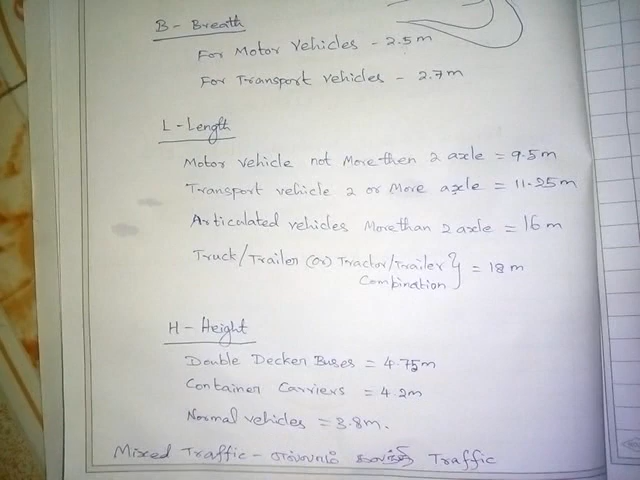 B - Breath
For Motor Vehicles - 2.5m
For Transport vehicles - 2.7m
L - Length
Motor vehicle not More then 2 axle = 9.5m
Transport vehicle 2 or More axle = 11.25m
Articulated vehicles Morethan 2 axle = 16m
Truck/Trailer (or) Tractor/Trailer } = 18m
Combination
H - Height
Double Decker Buses = 4.75m
Container Carriers = 4.2m
Normal vehicles = 3.8m.
Mixed Traffic - எல்லாம் கலந்த Traffic